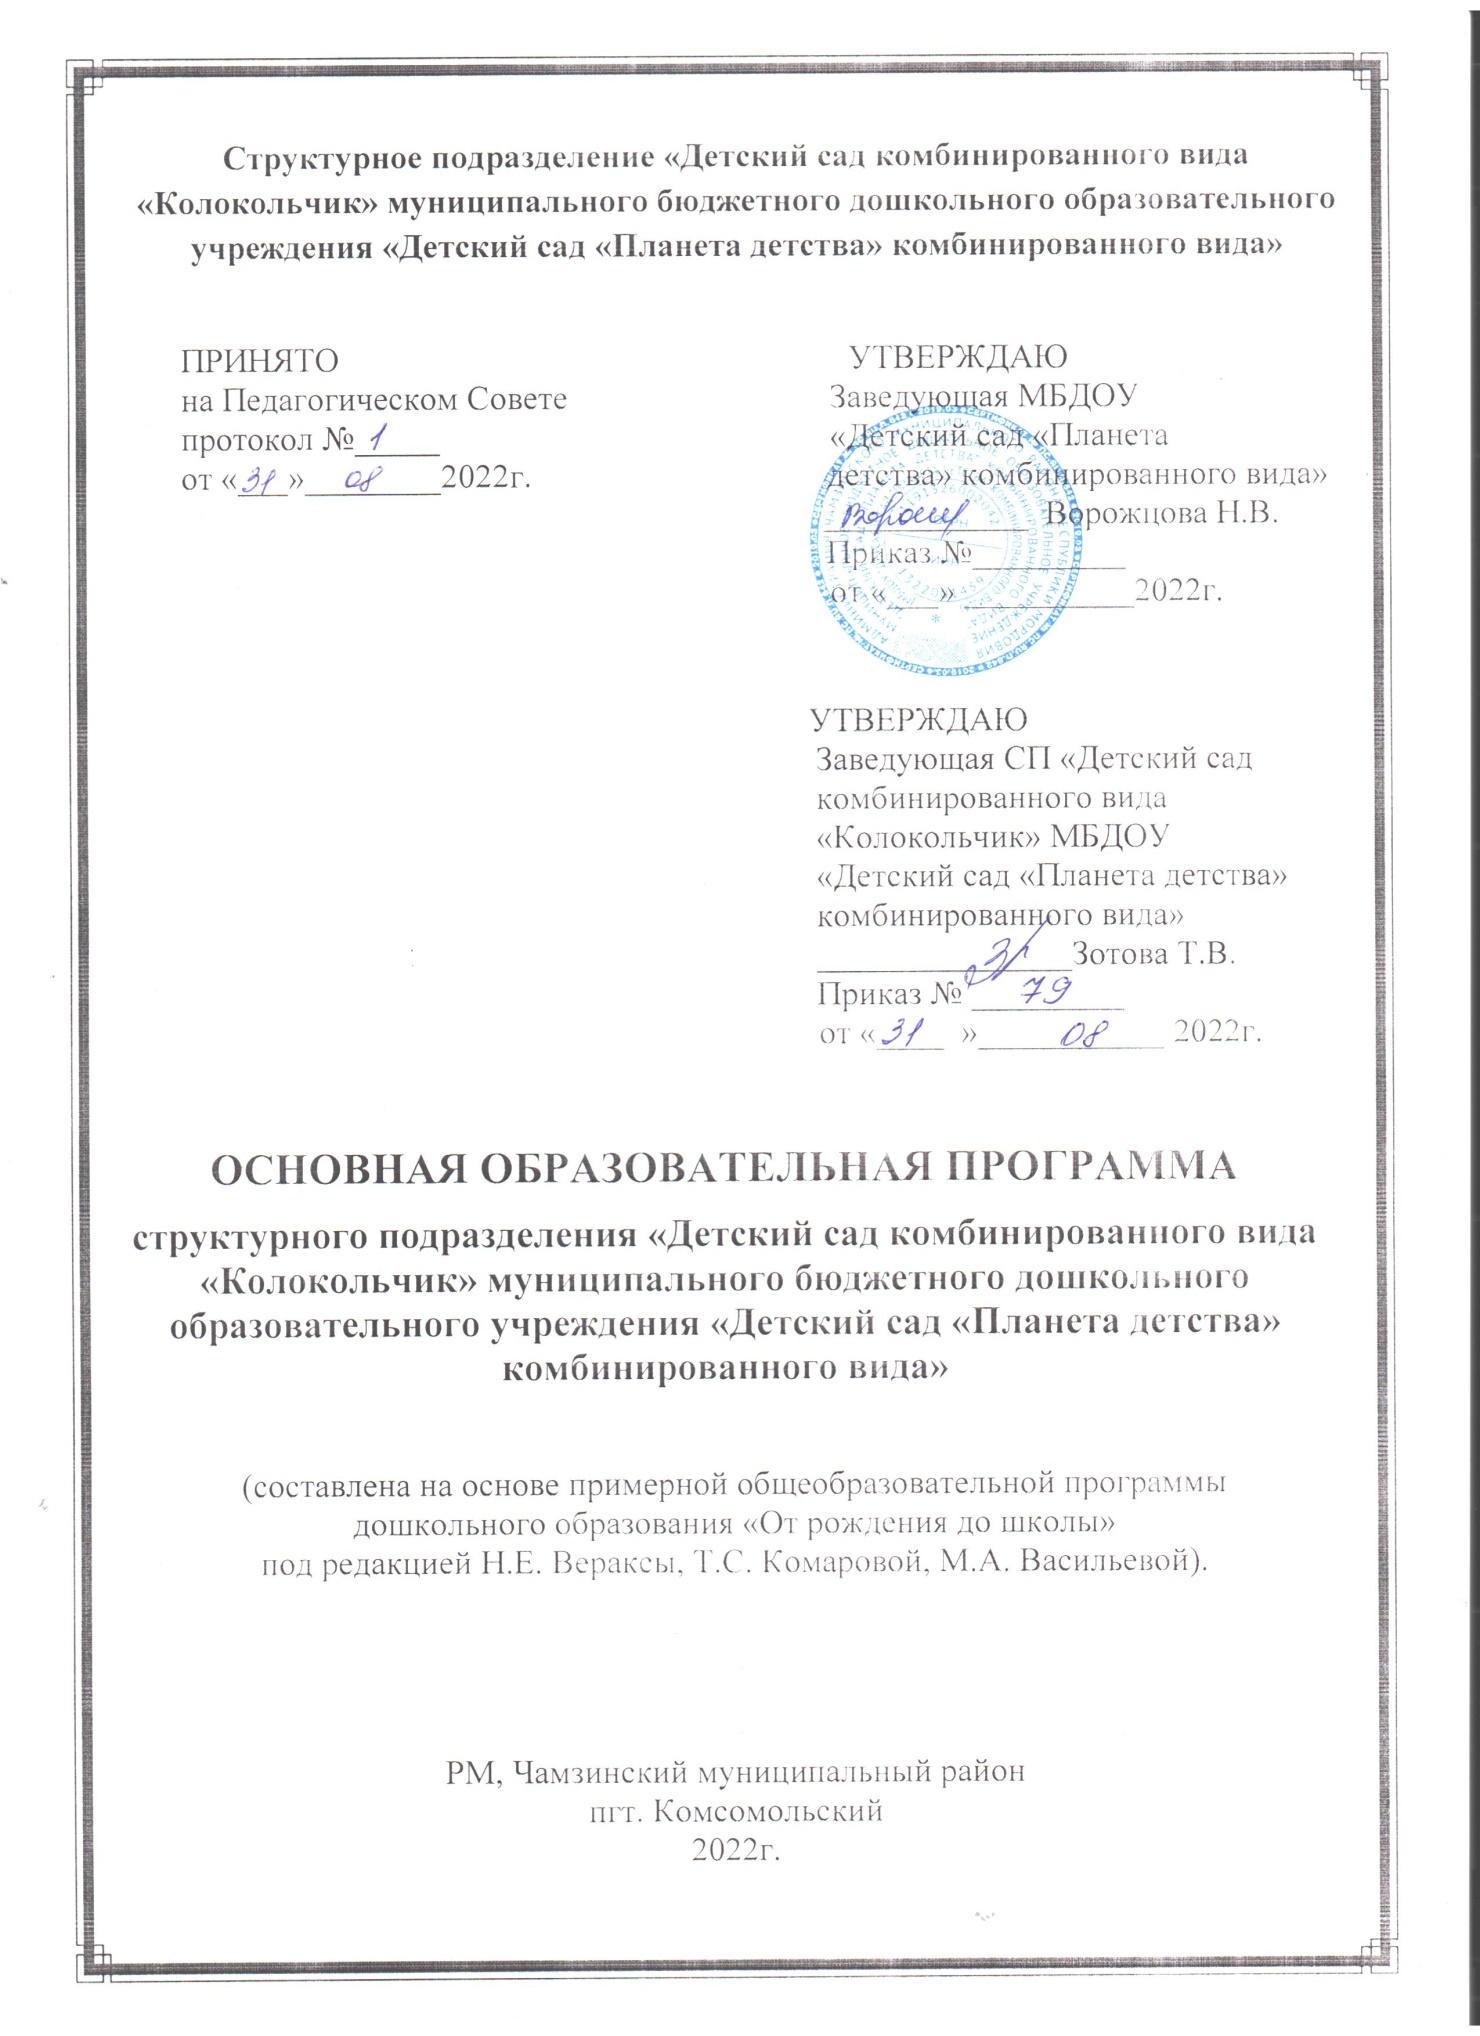 Структурное подразделение «Детский сад комбинированного вида
«Колокольчик» муниципального бюджетного дошкольного образовательного
учреждения «Детский сад «Планета детства» комбинированного вида»
ПРИНЯТО
на Педагогическом Совете
протокол № 1
от «31» 08 2022г.
УТВЕРЖДАЮ
Заведующая МБДОУ
«Детский сад «Планета
детства» комбинированного вида»
Ворожцова Н.В.
Приказ №____
от «___»____2022г.
УТВЕРЖДАЮ
Заведующая СП «Детский сад
комбинированного вида
«Колокольчик» МБДОУ
«Детский сад «Планета детства»
комбинированного вида»
Зотова Т.В.
Приказ № 79
от «31 » 08 2022г.
ОСНОВНАЯ ОБРАЗОВАТЕЛЬНАЯ ПРОГРАММА
структурного подразделения «Детский сад комбинированного вида
«Колокольчик» муниципального бюджетного дошкольного
образовательного учреждения «Детский сад «Планета детства»
комбинированного вида»
(составлена на основе примерной общеобразовательной программы
дошкольного образования «От рождения до школы»
под редакцией Н.Е. Вераксы, Т.С. Комаровой, М.А. Васильевой).
РМ, Чамзинский муниципальный район
пгт. Комсомольский
2022г.